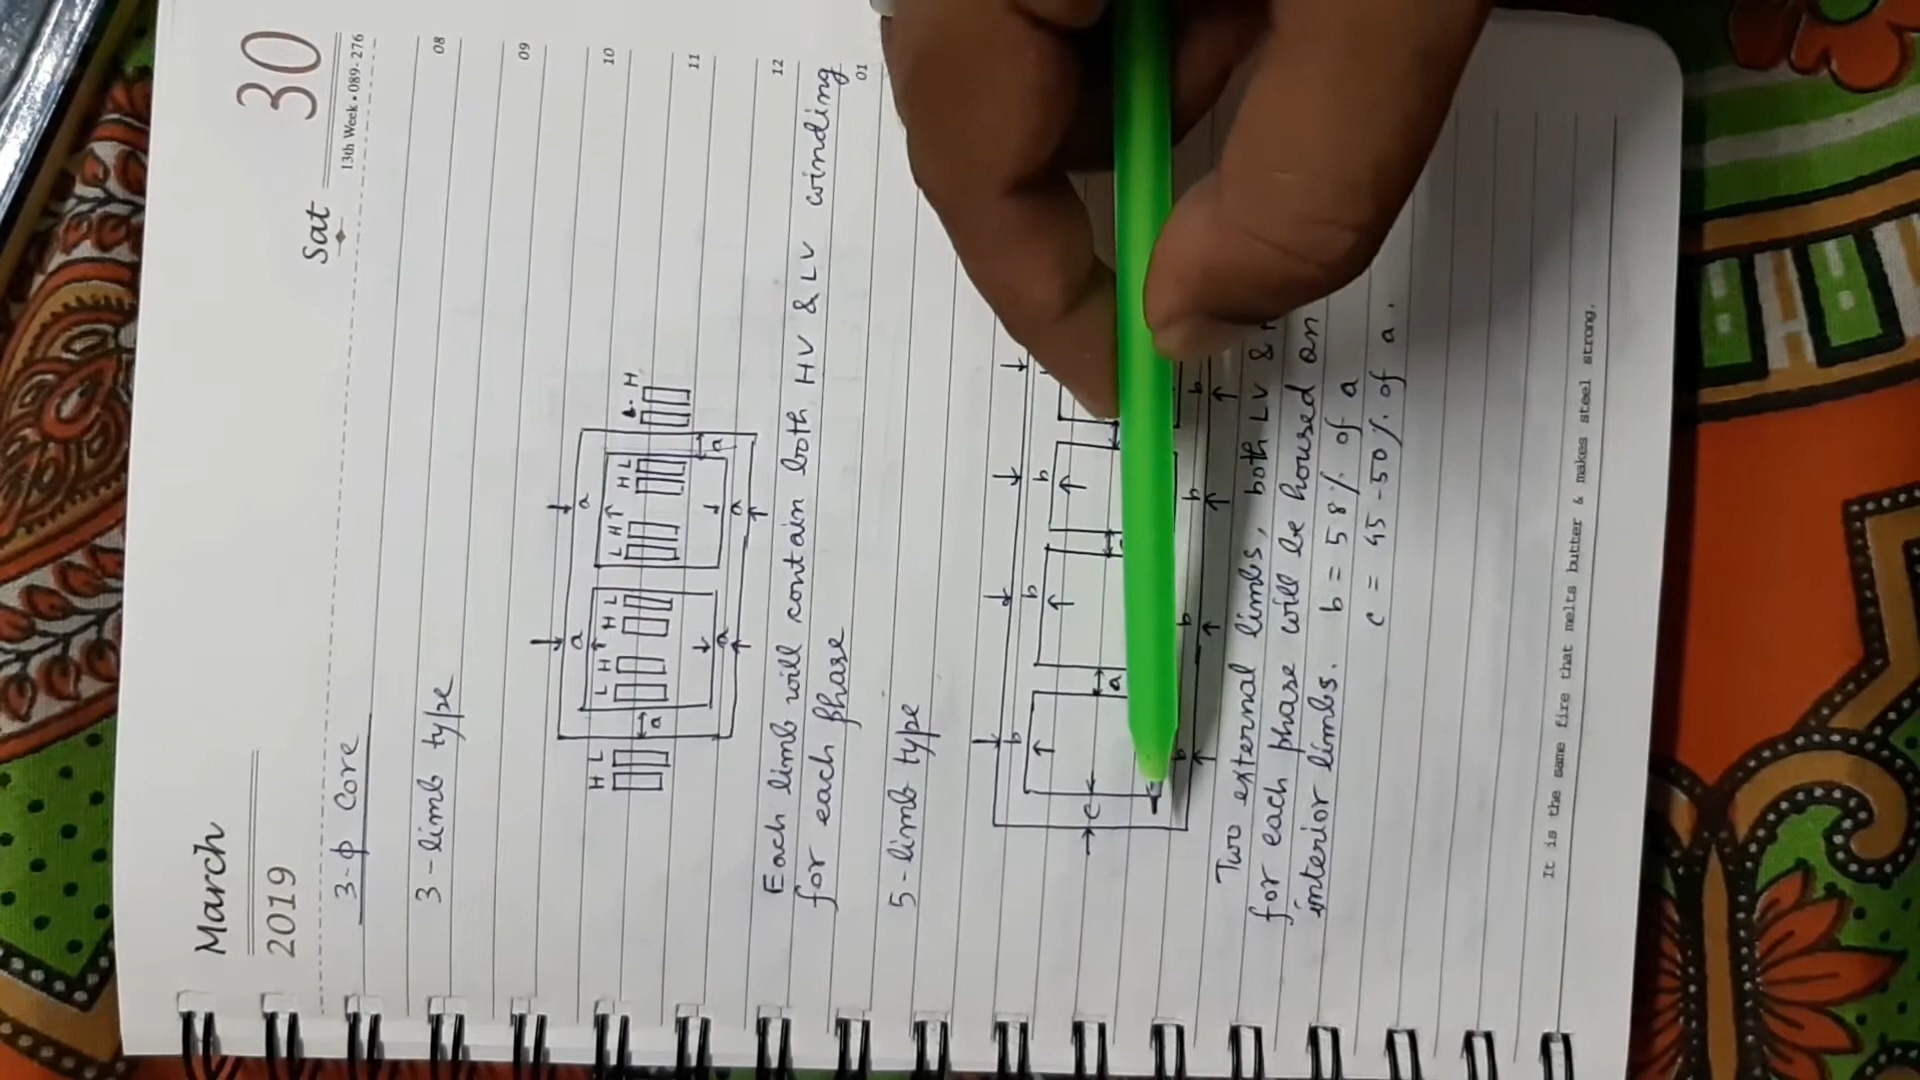 March
2019
30
Sat
13th Week • 089-276
3-ϕ Core
08
3-limb type
09
10
H L L H H L L H H L L H
a a a a a a
11
12
Each limb will contain both HV & LV winding
for each phase
01
5-limb type
b b b b
c a
b b b b
Two external limbs, both LV &
for each phase will be housed on
interior limbs. b = 58% of a
c = 45-50% of a.
It is the same fire that melts butter & makes steel strong.